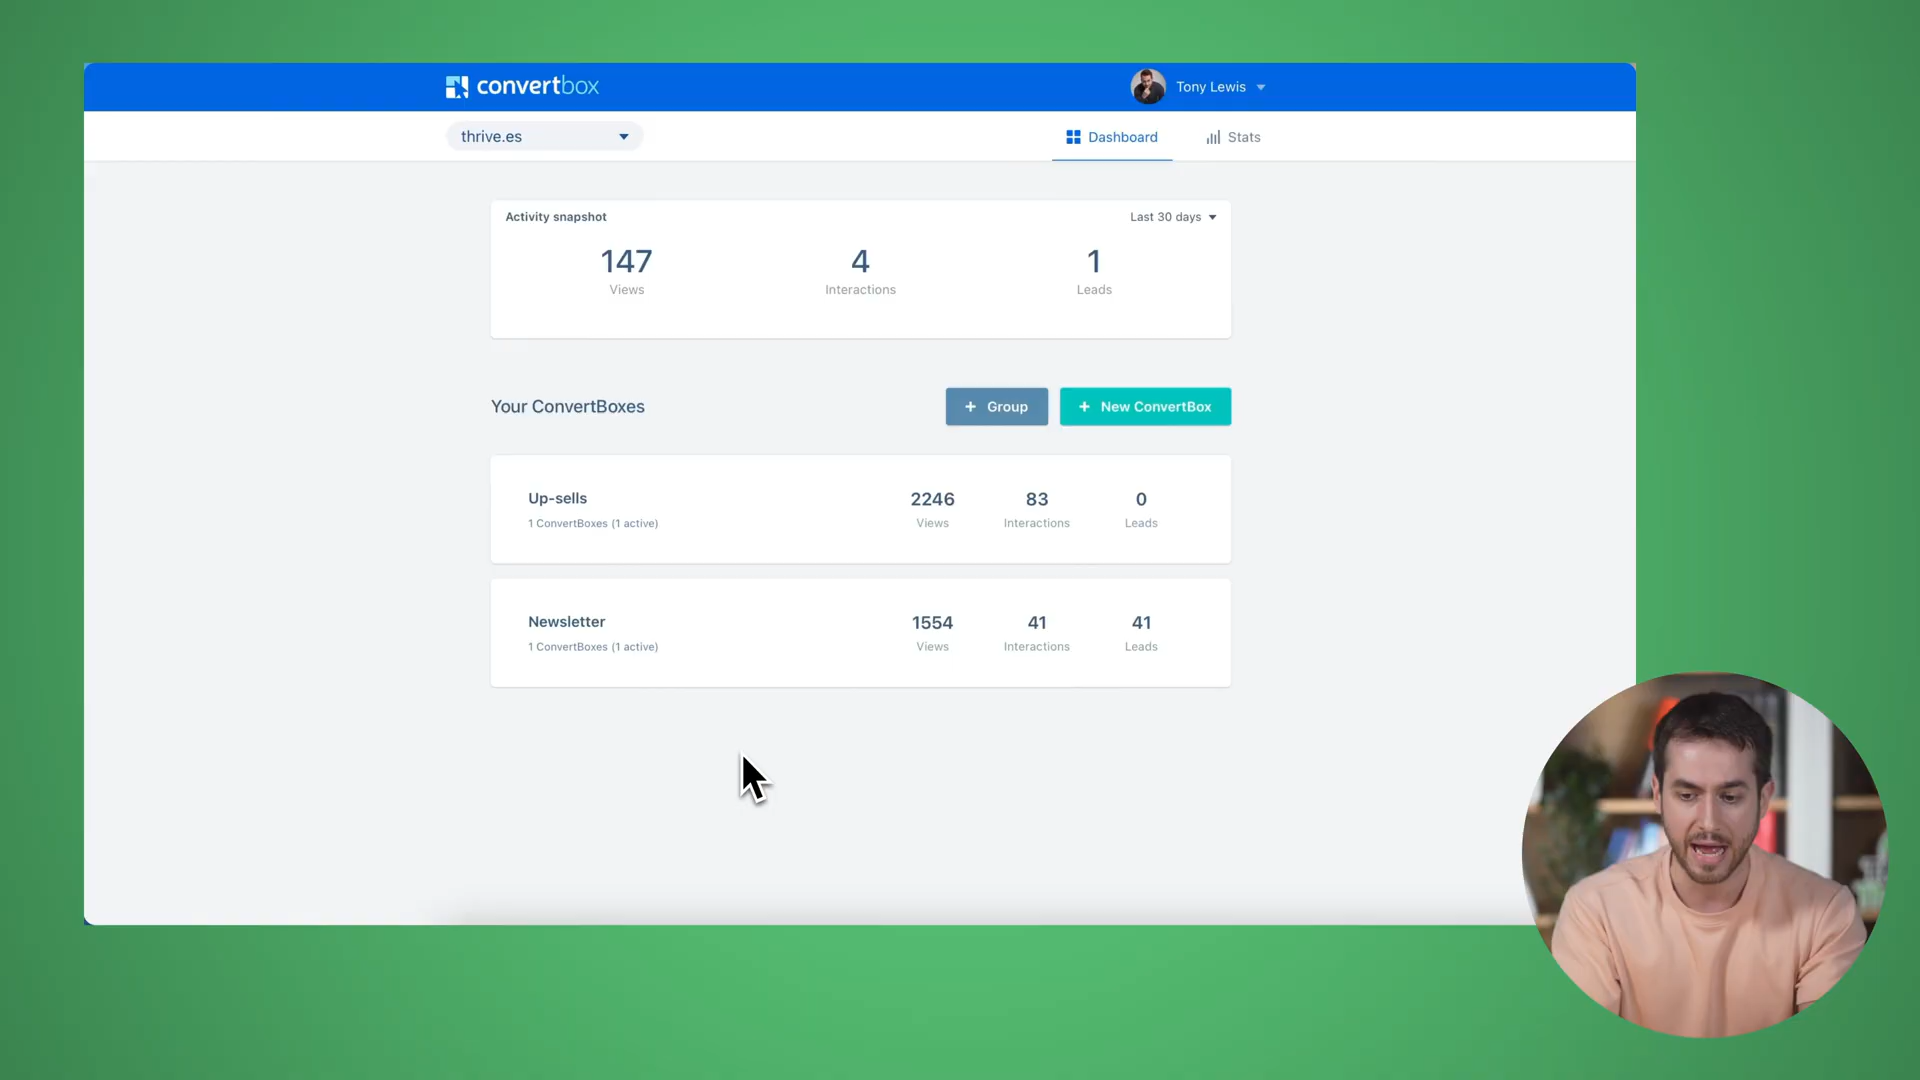 convertbox
Tony Lewis
thrive.es
Dashboard
Stats
Activity snapshot
Last 30 days
147
4
1
Views
Interactions
Leads
Your ConvertBoxes
+ Group
+ New ConvertBox
Up-sells
2246
83
0
1 ConvertBoxes (1 active)
Views
Interactions
Leads
Newsletter
1554
41
41
1 ConvertBoxes (1 active)
Views
Interactions
Leads